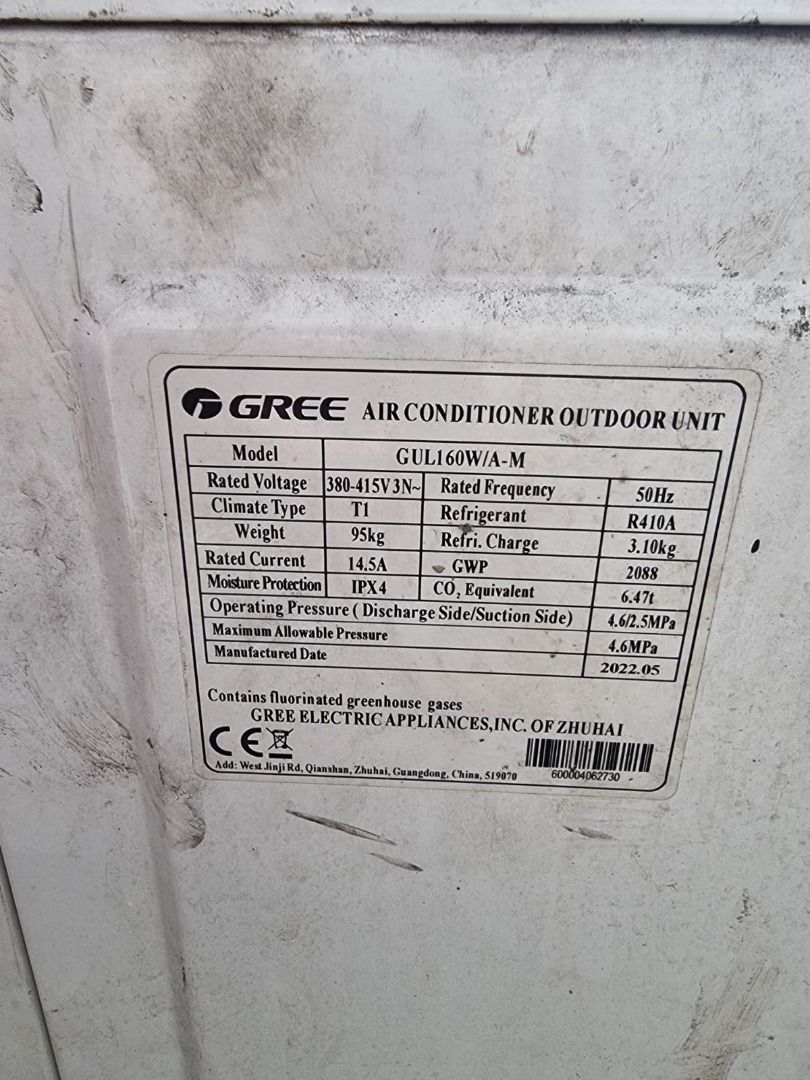 GREE AIR CONDITIONER OUTDOOR UNIT
Model GUL160W/A-M
Rated Voltage 380-415V 3N~ Rated Frequency 50Hz
Climate Type T1 Refrigerant R410A
Weight 95kg Refri. Charge 3.10kg
Rated Current 14.5A GWP 2088
Moisture Protection IPX4 CO₂ Equivalent 6.47t
Operating Pressure ( Discharge Side/Suction Side) 4.6/2.5MPa
Maximum Allowable Pressure 4.6MPa
Manufactured Date 2022.05
Contains fluorinated greenhouse gases
GREE ELECTRIC APPLIANCES,INC. OF ZHUHAI
CE
Add: West Jinji Rd, Qianshan, Zhuhai, Guangdong, China, 519070
600004062730